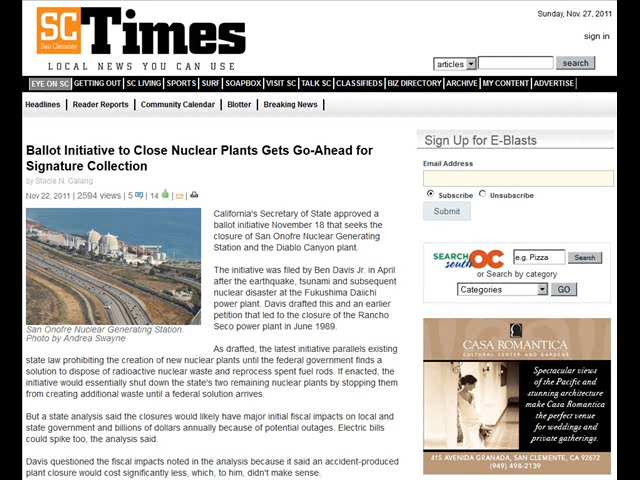 SC
San Clemente
Times
LOCAL NEWS YOU CAN USE
Sunday, Nov. 27, 2011
sign in
articles
search
EYE ON SC GETTING OUT SC LIVING SPORTS SURF SOAPBOX VISIT SC TALK SC CLASSIFIEDS BIZ DIRECTORY ARCHIVE MY CONTENT ADVERTISE
Headlines Reader Reports Community Calendar Blotter Breaking News
Ballot Initiative to Close Nuclear Plants Gets Go-Ahead for
Signature Collection
by Stacie N. Galang
Nov 22, 2011 | 2594 views | 5 | 14 | |
California's Secretary of State approved a
ballot initiative November 18 that seeks the
closure of San Onofre Nuclear Generating
Station and the Diablo Canyon plant.
The initiative was filed by Ben Davis Jr. in April
after the earthquake, tsunami and subsequent
nuclear disaster at the Fukushima Daiichi
power plant. Davis drafted this and an earlier
petition that led to the closure of the Rancho
Seco power plant in June 1989.
San Onofre Nuclear Generating Station.
Photo by Andrea Swayne
As drafted, the latest initiative parallels existing
state law prohibiting the creation of new nuclear plants until the federal government finds a
solution to dispose of radioactive nuclear waste and reprocess spent fuel rods. If enacted, the
initiative would essentially shut down the state's two remaining nuclear plants by stopping them
from creating additional waste until a federal solution arrives.
But a state analysis said the closures would likely have major initial fiscal impacts on local and
state government and billions of dollars annually because of potential outages. Electric bills
could spike too, the analysis said.
Davis questioned the fiscal impacts noted in the analysis because it said an accident-produced
plant closure would cost significantly less, which, to him, didn't make sense.
Sign Up for E-Blasts
Email Address
Subscribe Unsubscribe
Submit
SEARCH
south OC
e.g. Pizza
Search
or Search by category
Categories
GO
CASA ROMANTICA
CULTURAL CENTER AND GARDENS
Spectacular views
of the Pacific and
stunning architecture
make Casa Romantica
the perfect venue
for weddings and
private gatherings.
415 AVENIDA GRANADA, SAN CLEMENTE, CA 92672
(949) 498-2139